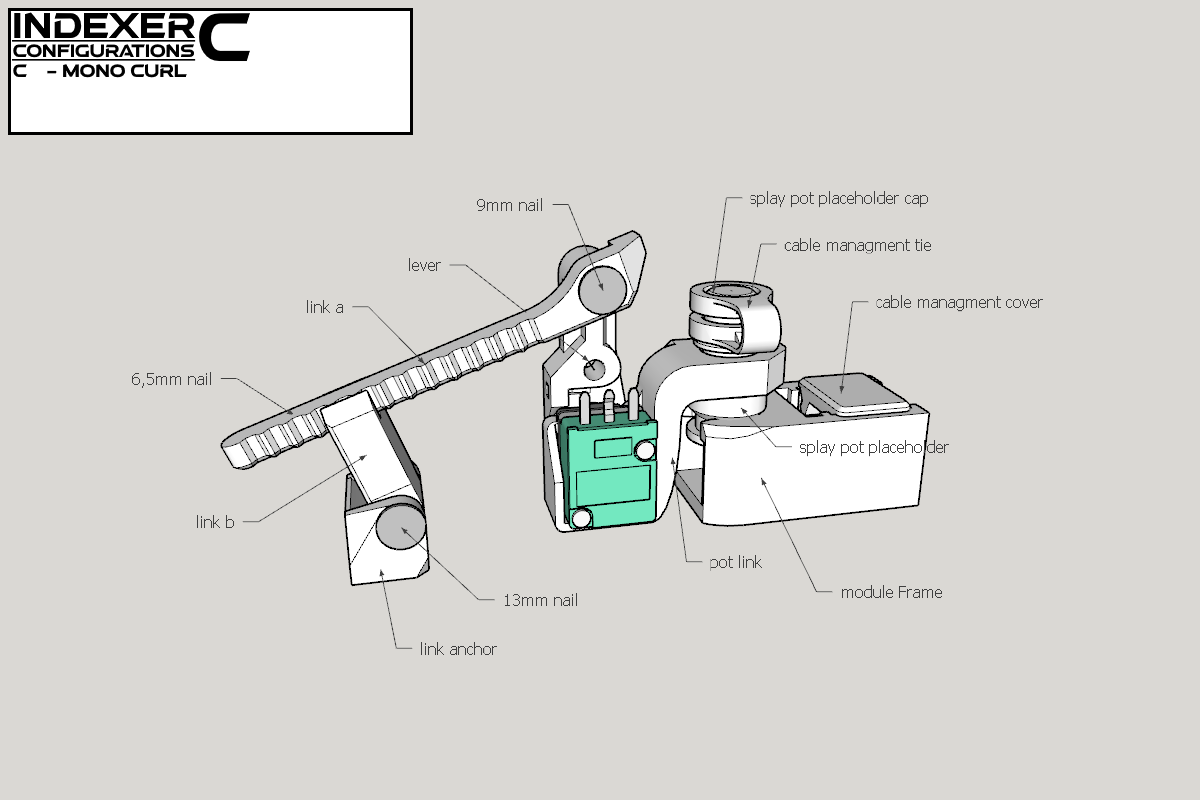 INDEXER C
CONFIGURATIONS
C – MONO CURL
splay pot placeholder cap
9mm nail
cable managment tie
lever
cable managment cover
link a
6,5mm nail
splay pot placeholder
link b
pot link
module Frame
13mm nail
link anchor